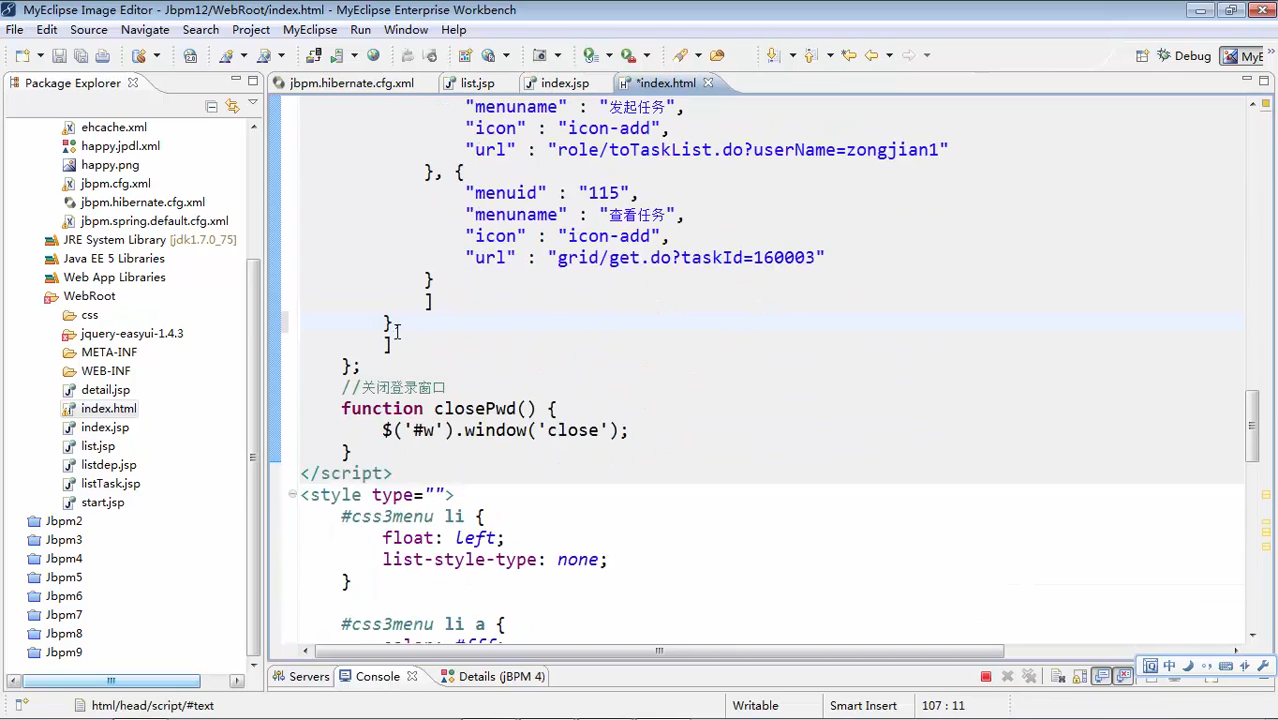 MyEclipse Image Editor - Jbpm12/WebRoot/index.html - MyEclipse Enterprise Workbench
File Edit Source Navigate Search Project MyEclipse Run Window Help
Debug MyE
Package Explorer
jbpm.hibernate.cfg.xml list.jsp index.jsp *index.html
ehcache.xml
happy.jpdl.xml
happy.png
jbpm.cfg.xml
jbpm.hibernate.cfg.xml
jbpm.spring.default.cfg.xml
JRE System Library [jdk1.7.0_75]
Java EE 5 Libraries
Web App Libraries
WebRoot
css
jquery-easyui-1.4.3
META-INF
WEB-INF
detail.jsp
index.html
index.jsp
list.jsp
listdep.jsp
listTask.jsp
start.jsp
Jbpm2
Jbpm3
Jbpm4
Jbpm5
Jbpm6
Jbpm7
Jbpm8
Jbpm9
"menuname" : "发起任务",
"icon" : "icon-add",
"url" : "role/toTaskList.do?userName=zongjian1"
}, {
"menuid" : "115",
"menuname" : "查看任务",
"icon" : "icon-add",
"url" : "grid/get.do?taskId=160003"
}
]
},
]
};
//关闭登录窗口
function closePwd() {
$('#w').window('close');
}
</script>
<style type="">
#css3menu li {
float: left;
list-style-type: none;
}
#css3menu li a {
color: #fff;
Servers Console Details (jBPM 4)
中
html/head/script/#text Writable Smart Insert 107 : 11